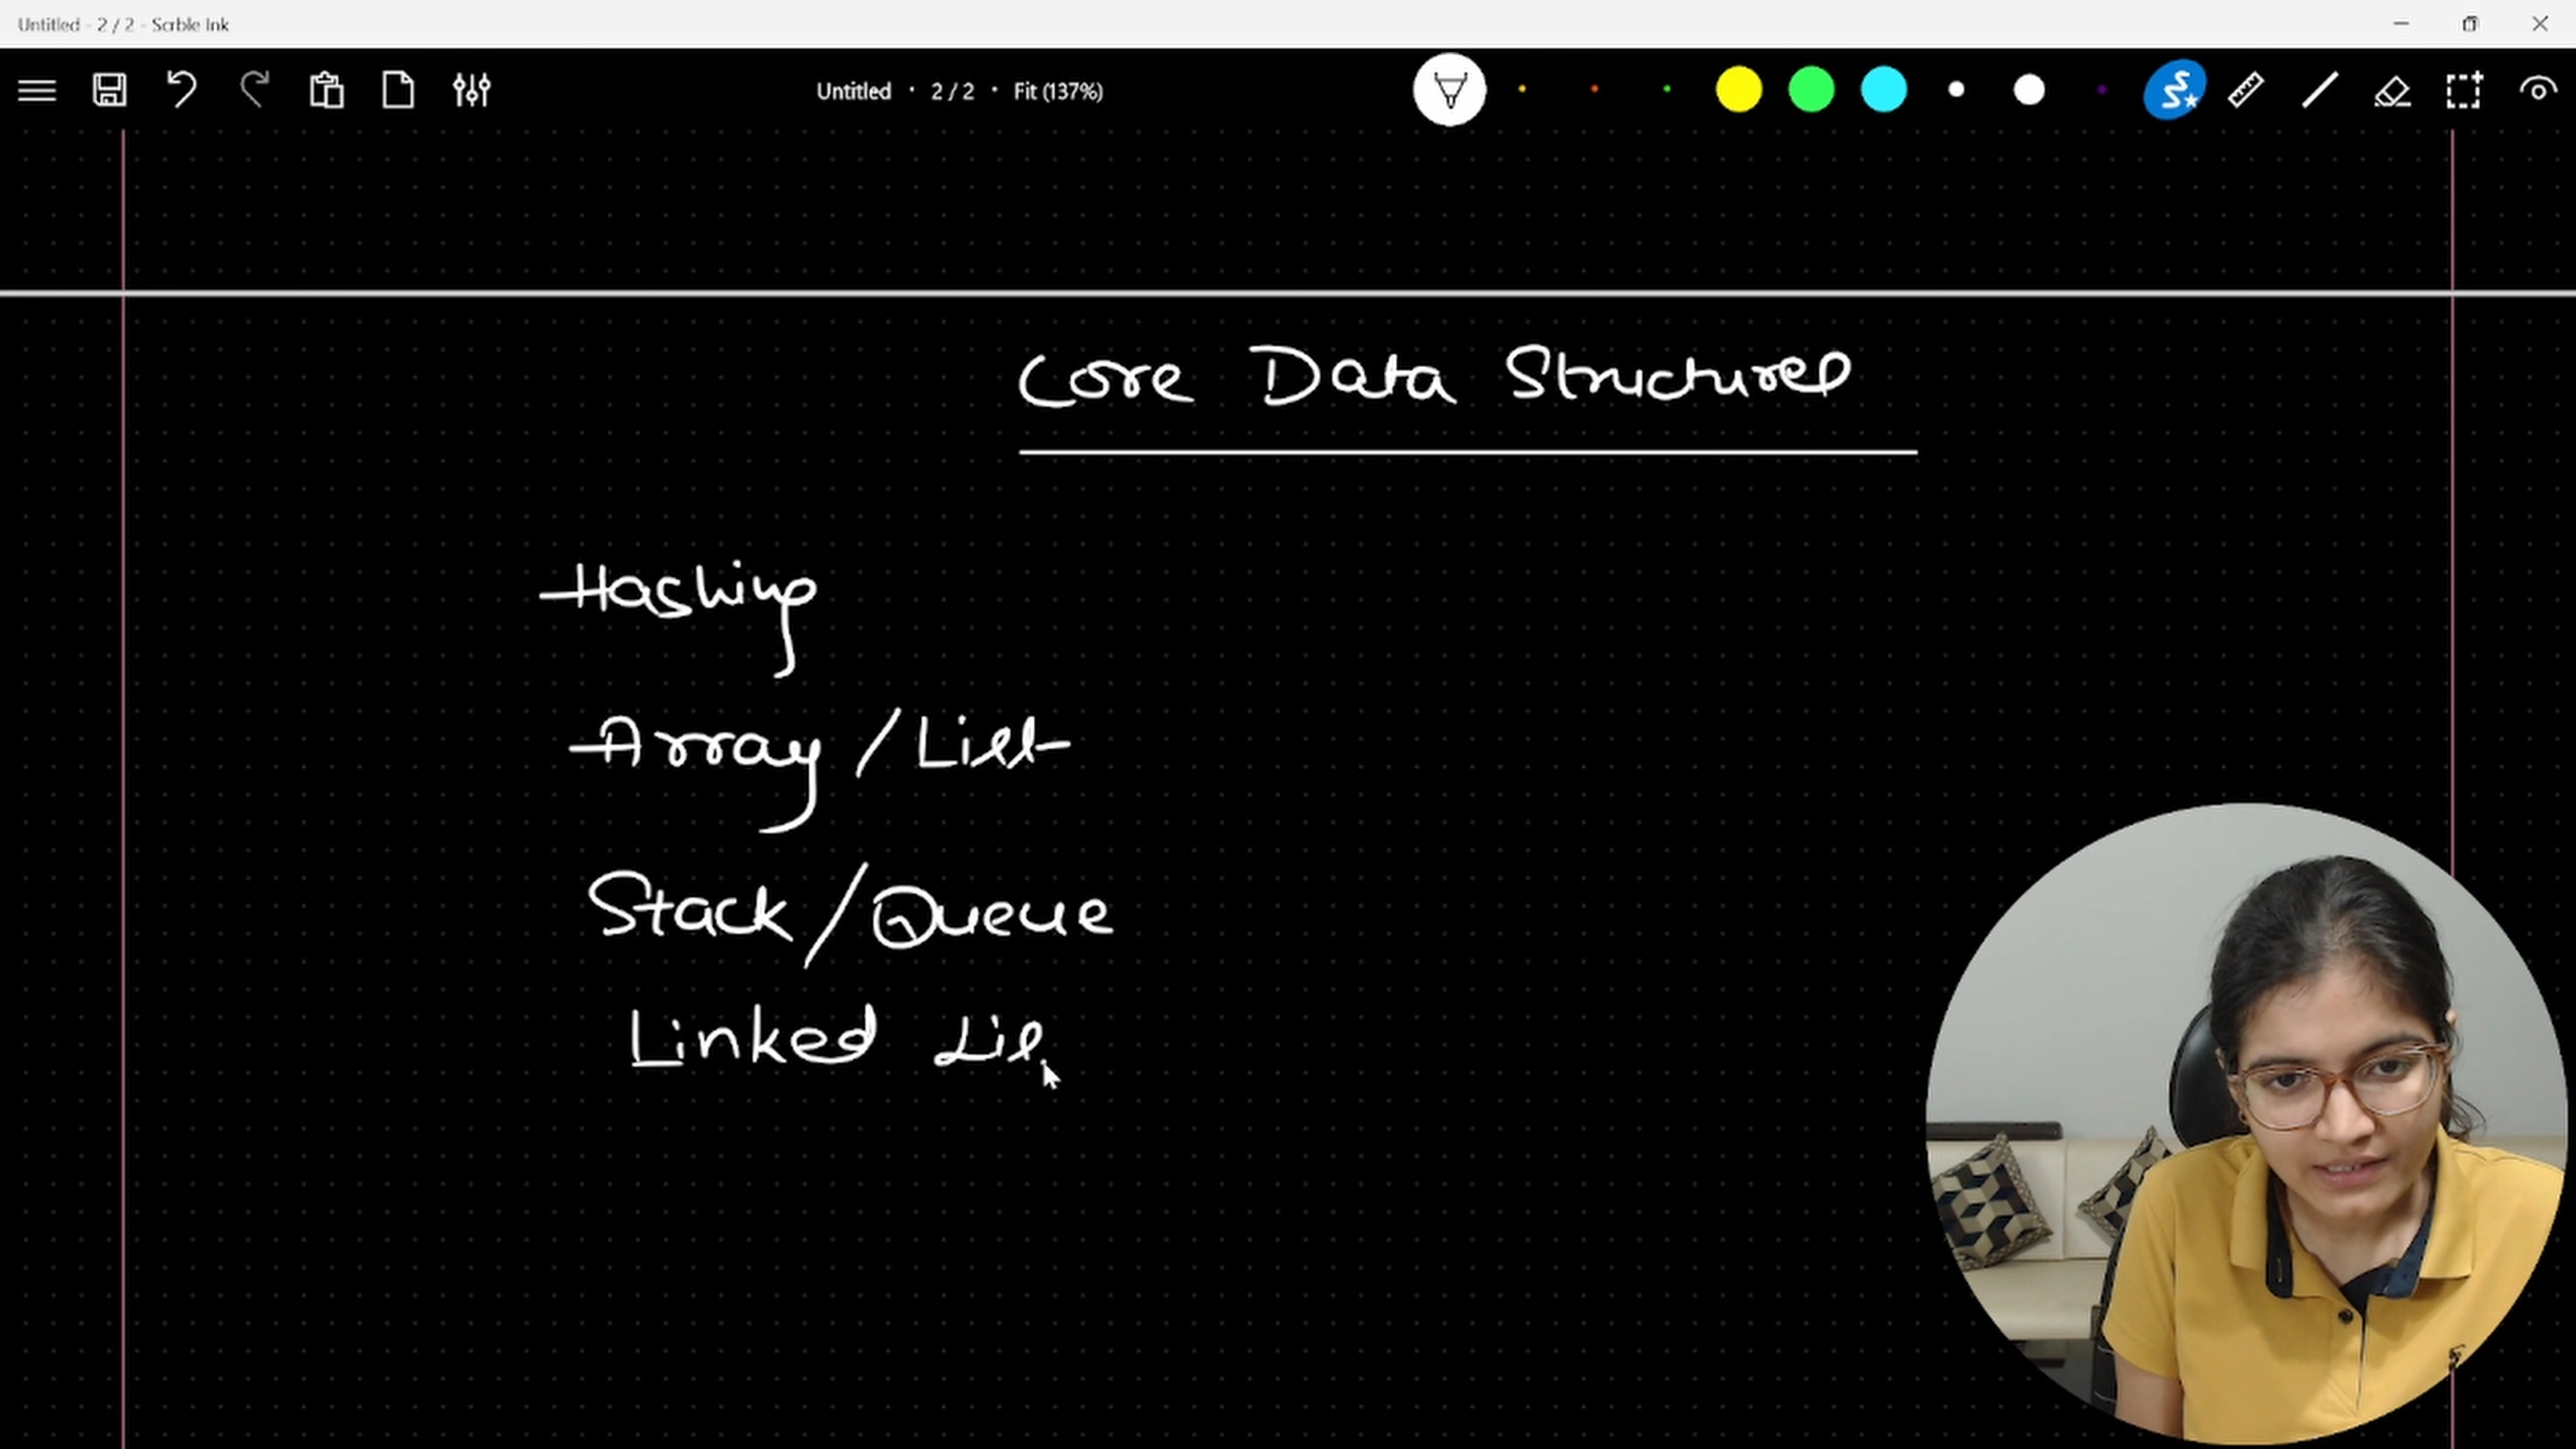 Untitled - 2 / 2 - Scrble Ink
Untitled · 2 / 2 · Fit (137%)
Core Data Structures
Hashing
Array / List
Stack / Queue
Linked Lis